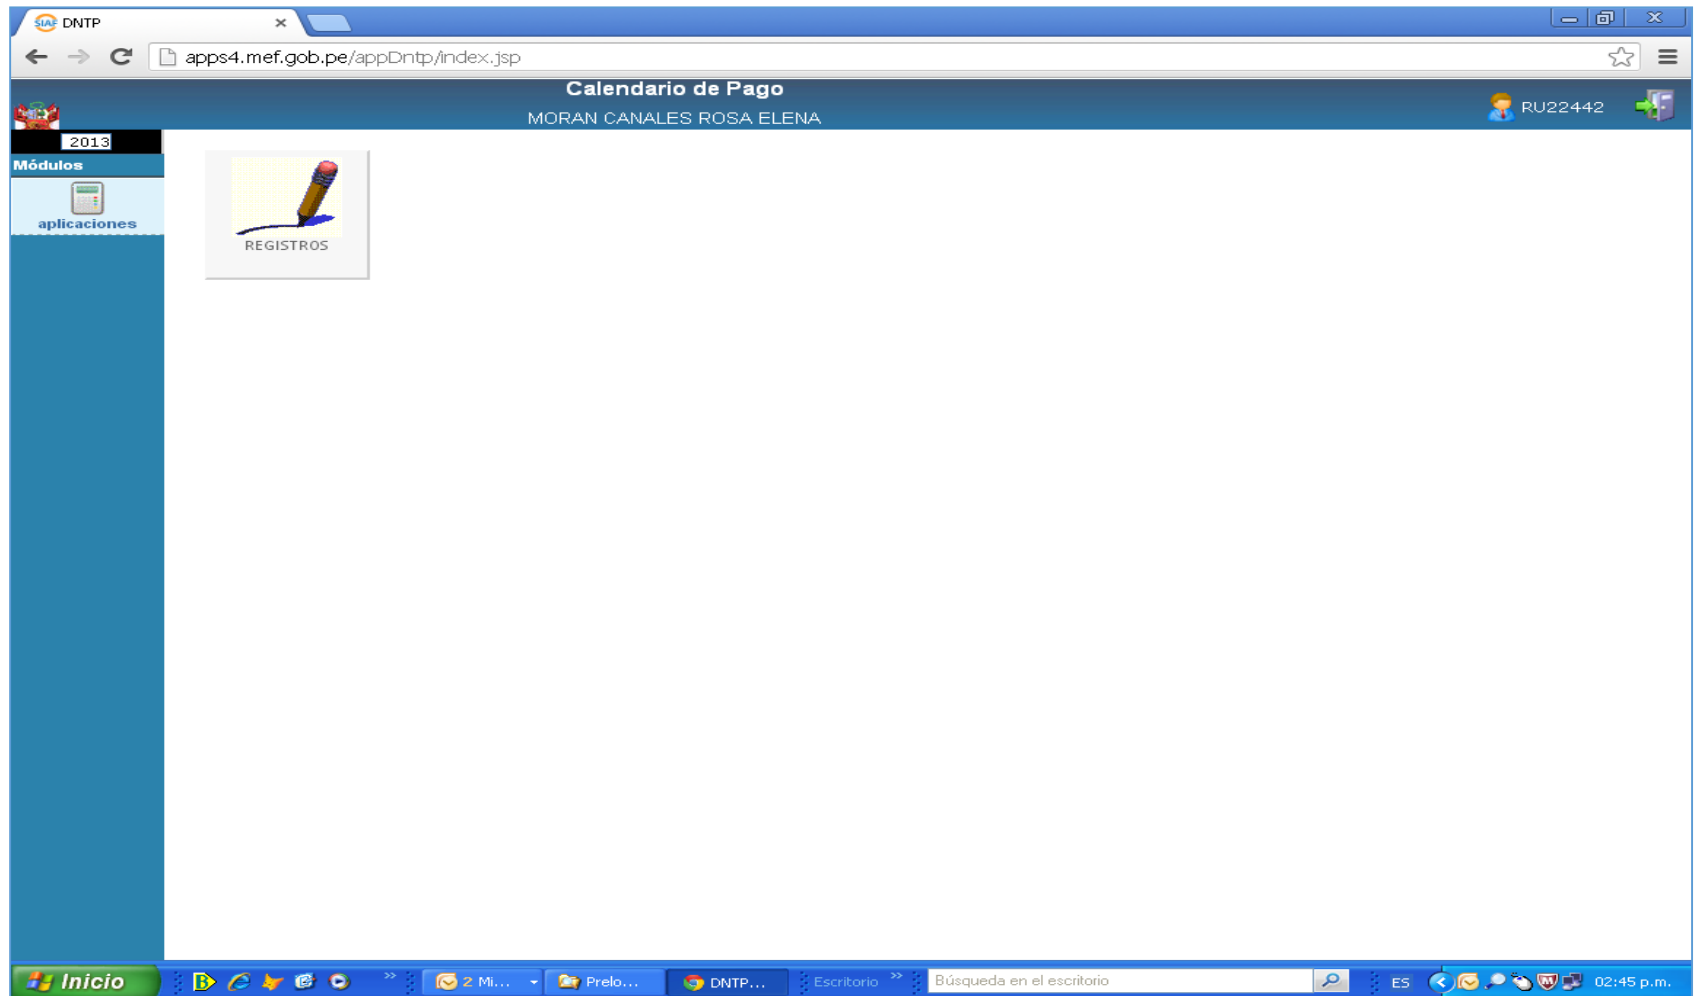 SIAF DNTP
apps4.mef.gob.pe/appDntp/index.jsp
Calendario de Pago
MORAN CANALES ROSA ELENA
RU22442
2013
Módulos
aplicaciones
REGISTROS
Inicio
B
2 Mi...
Prelo...
DNTP...
Escritorio
Búsqueda en el escritorio
ES
02:45 p.m.